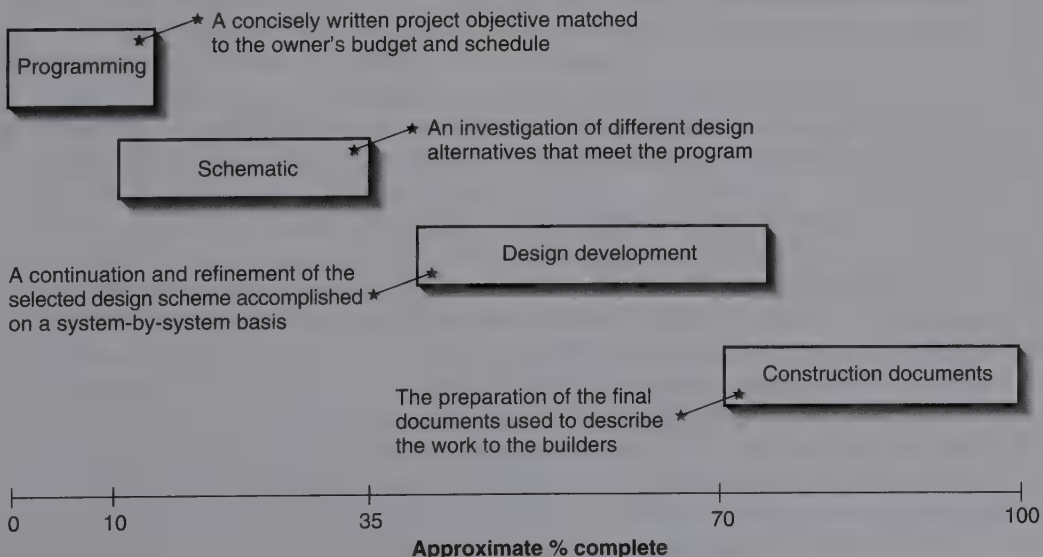 A concisely written project objective matched
to the owner's budget and schedule
Programming
An investigation of different design
alternatives that meet the program
Schematic
Design development
A continuation and refinement of the
selected design scheme accomplished
on a system-by-system basis
Construction documents
The preparation of the final
documents used to describe
the work to the builders
0 10 35 70 100
Approximate % complete